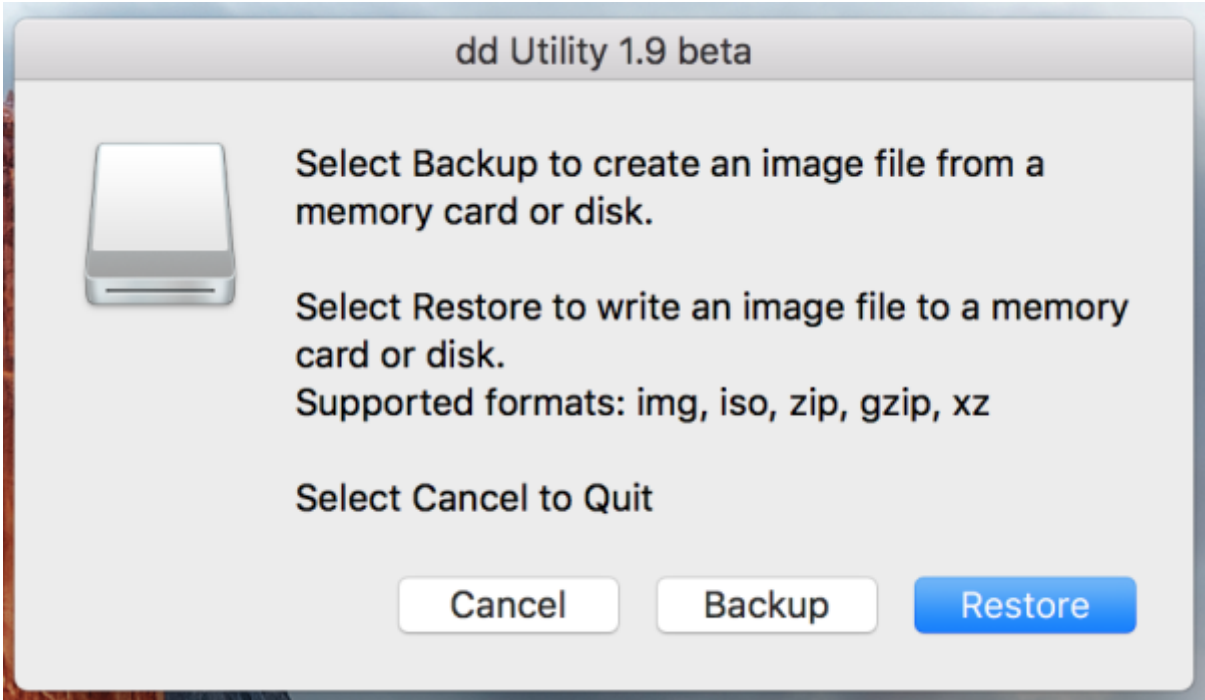 dd Utility 1.9 beta
Select Backup to create an image file from a
memory card or disk.
Select Restore to write an image file to a memory
card or disk.
Supported formats: img, iso, zip, gzip, xz
Select Cancel to Quit
Cancel
Backup
Restore